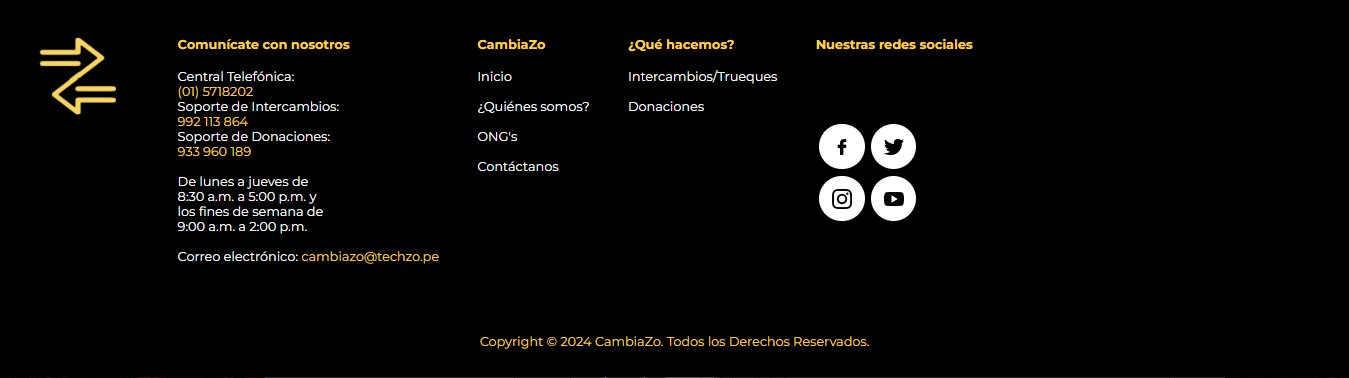 Comunícate con nosotros
Central Telefónica:
(01) 5718202
Soporte de Intercambios:
992 113 864
Soporte de Donaciones:
933 960 189
De lunes a jueves de
8:30 a.m. a 5:00 p.m. y
los fines de semana de
9:00 a.m. a 2:00 p.m.
Correo electrónico: cambiazo@techzo.pe
CambiaZo
Inicio
¿Quiénes somos?
ONG's
Contáctanos
¿Qué hacemos?
Intercambios/Trueques
Donaciones
Nuestras redes sociales
Copyright © 2024 CambiaZo. Todos los Derechos Reservados.